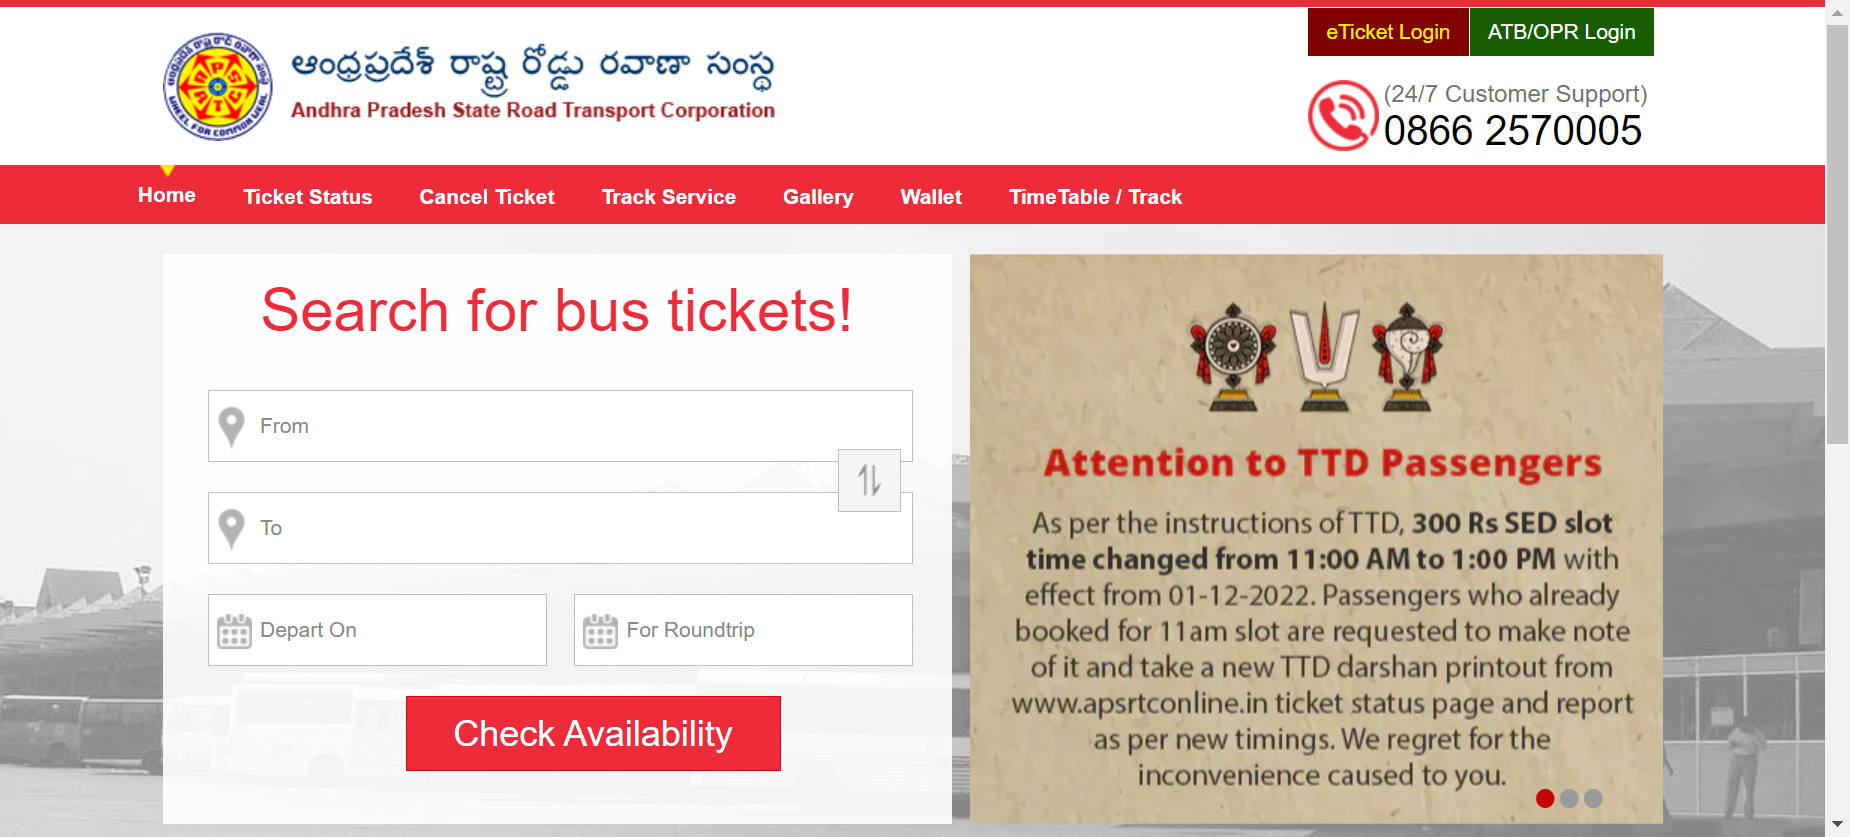 eTicket Login
ATB/OPR Login
ఆంధ్రప్రదేశ్ రాష్ట్ర రోడ్డు రవాణా సంస్థ
Andhra Pradesh State Road Transport Corporation
APSRTC
WHEEL FOR COMMON WEAL
(24/7 Customer Support)
0866 2570005
Home
Ticket Status
Cancel Ticket
Track Service
Gallery
Wallet
TimeTable / Track
Search for bus tickets!
From
To
Depart On
For Roundtrip
Check Availability
Attention to TTD Passengers
As per the instructions of TTD, 300 Rs SED slot
time changed from 11:00 AM to 1:00 PM with
effect from 01-12-2022. Passengers who already
booked for 11am slot are requested to make note
of it and take a new TTD darshan printout from
www.apsrtconline.in ticket status page and report
as per new timings. We regret for the
inconvenience caused to you.